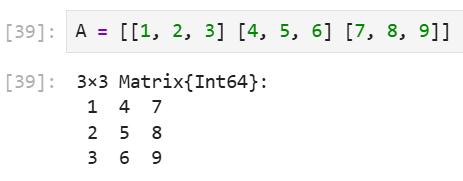 [39]: A = [[1, 2, 3] [4, 5, 6] [7, 8, 9]]
[39]: 3×3 Matrix{Int64}:
1 4 7
2 5 8
3 6 9